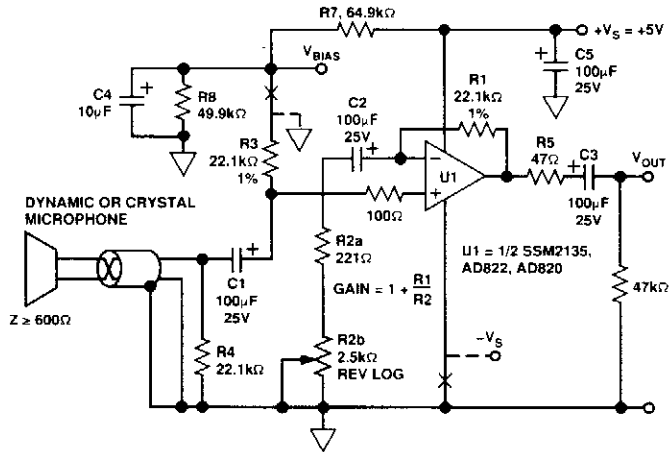 R7, 64.9kΩ
+VS = +5V
VBIAS
C4
10μF
+
R8
49.9kΩ
R3
22.1kΩ
1%
C2
100μF
25V
+
R1
22.1kΩ
1%
+
C5
100μF
25V
−
+
U1
R5
47Ω
C3
+
100μF
25V
VOUT
100Ω
DYNAMIC OR CRYSTAL
MICROPHONE
Z ≥ 600Ω
+
C1
100μF
25V
R4
22.1kΩ
R2a
221Ω
GAIN = 1 + R1
R2
R2b
2.5kΩ
REV LOG
U1 = 1/2 SSM2135,
AD822, AD820
−VS
47kΩ